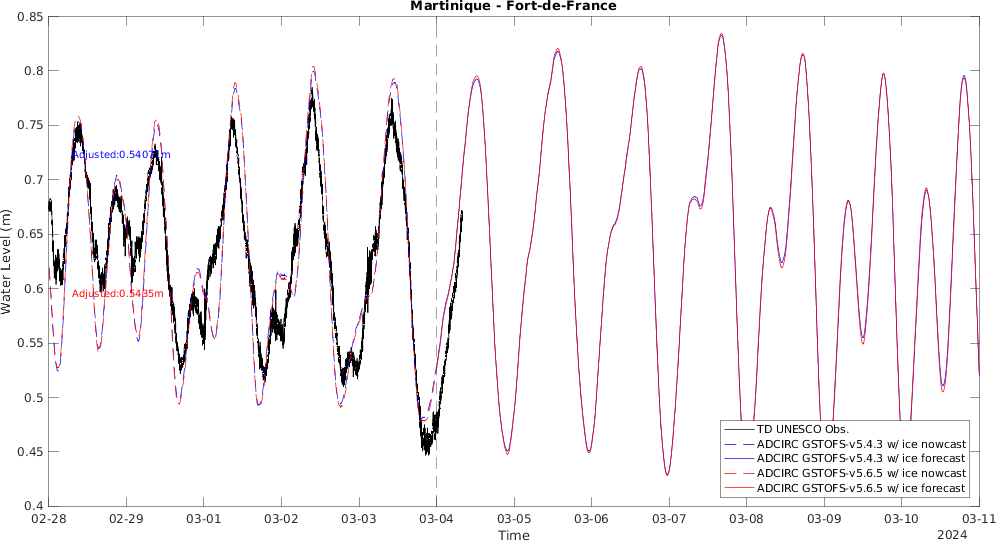 Martinique - Fort-de-France
0.85
0.8
0.75
Adjusted:0.5407m
0.7
0.65
Water Level (m)
0.6
Adjusted:0.5435m
0.55
0.5
0.45
0.4
TD UNESCO Obs.
ADCIRC GSTOFS-v5.4.3 w/ ice nowcast
ADCIRC GSTOFS-v5.4.3 w/ ice forecast
ADCIRC GSTOFS-v5.6.5 w/ ice nowcast
ADCIRC GSTOFS-v5.6.5 w/ ice forecast
02-28 02-29 03-01 03-02 03-03 03-04 03-05 03-06 03-07 03-08 03-09 03-10 03-11
Time
2024